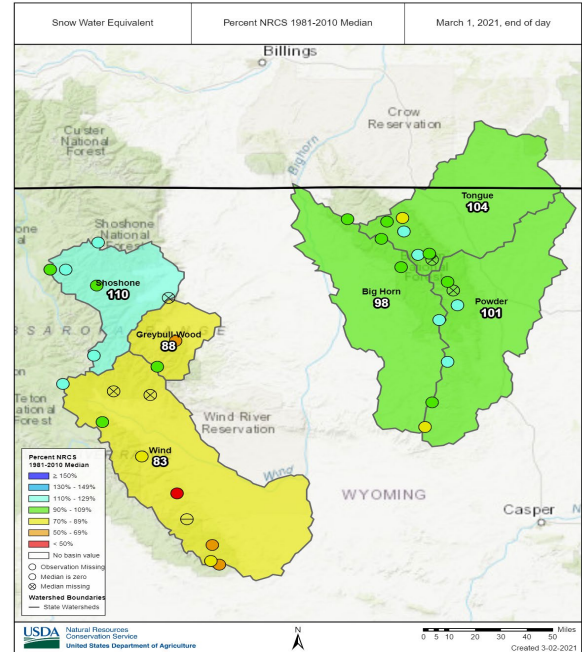 Snow Water Equivalent
Percent NRCS 1981-2010 Median
March 1, 2021, end of day
Billings
Crow
Reservation
Custer
National
Forest
Bighorn
Tongue
104
Shoshone
National
Forest
Shoshone
110
Big Horn
98
Powder
101
Greybull-Wood
88
Teton
Wind River
Reservation
Wind
83
Wind
WYOMING
Casper
Percent NRCS
1981-2010 Median
≥ 150%
130% - 149%
110% - 129%
90% - 109%
70% - 89%
50% - 69%
< 50%
No basin value
Observation Missing
Median is zero
Median missing
Watershed Boundaries
State Watersheds
USDA
Natural Resources
Conservation Service
United States Department of Agriculture
N
Miles
0 5 10 20 30 40 50
Created 3-02-2021